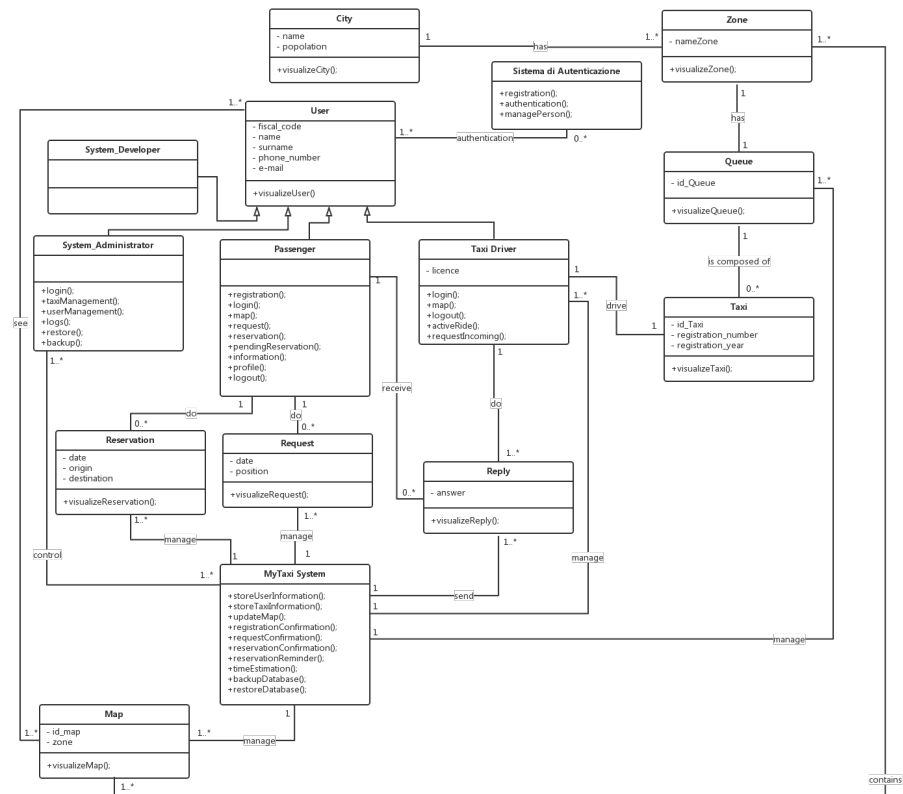 City
- name
- popolation
+visualizeCity();
1
has
1..*
Zone
- nameZone
+visualizeZone();
1..*
Sistema di Autenticazione
+registration();
+authentication();
+managePerson();
0..*
authentication
1..*
1..*
User
- fiscal_code
- name
- surname
- phone_number
- e-mail
+visualizeUser()
System_Developer
1
has
1
Queue
- id_Queue
+visualizeQueue();
1..*
1
is composed of
0..*
System_Administrator
+login();
+taxiManagement();
+userManagement();
+logs();
+restore();
+backup();
1..*
Passenger
+registration();
+login();
+map();
+request();
+reservation();
+pendingReservation();
+information();
+profile();
+logout();
1
Taxi Driver
- licence
+login();
+map();
+logout();
+activeRide();
+requestIncoming();
1
1..*
drive
1
Taxi
- id_Taxi
- registration_number
- registration_year
+visualizeTaxi();
see
1
do
0..*
1
do
0..*
receive
0..*
1
do
1..*
Reservation
- date
- origin
- destination
+visualizeReservation();
1..*
manage
1
Request
- date
- position
+visualizeRequest();
1..*
manage
1
Reply
- answer
+visualizeReply();
1..*
send
1
manage
1
control
1..*
MyTaxi System
+storeUserInformation();
+storeTaxiInformation();
+updateMap();
+registrationConfirmation();
+requestConfirmation();
+reservationConfirmation();
+reservationReminder();
+timeEstimation();
+backupDatabase();
+restoreDatabase();
1
manage
1
manage
1..*
1..*
Map
- id_map
- zone
+visualizeMap();
1..*
contains